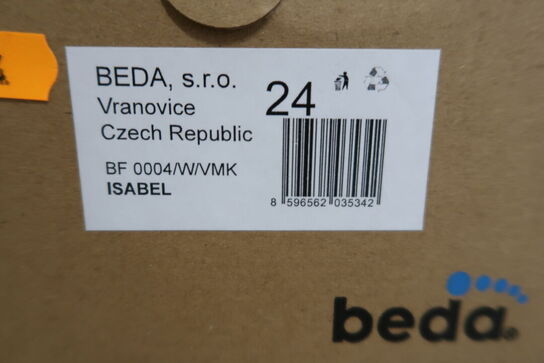 BEDA, s.r.o.
Vranovice
Czech Republic
24
BF 0004/W/VMK
ISABEL
8 596562 035342
beda®